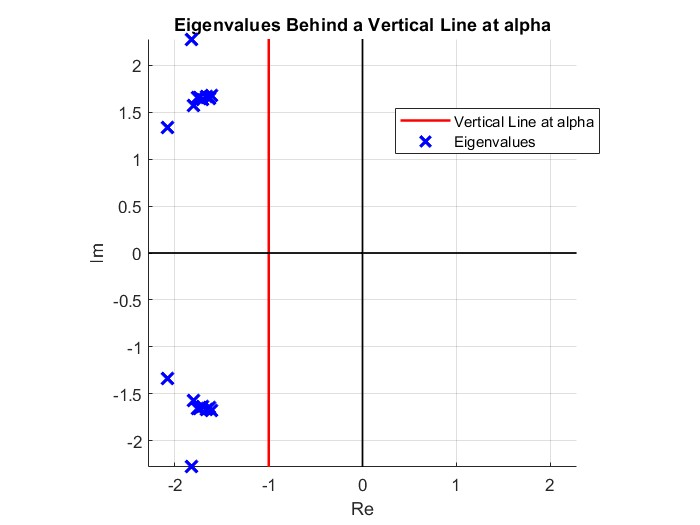 Eigenvalues Behind a Vertical Line at alpha
2
1.5
1
0.5
0
-0.5
-1
-1.5
-2
Im
Vertical Line at alpha
Eigenvalues
-2 -1 0 1 2
Re